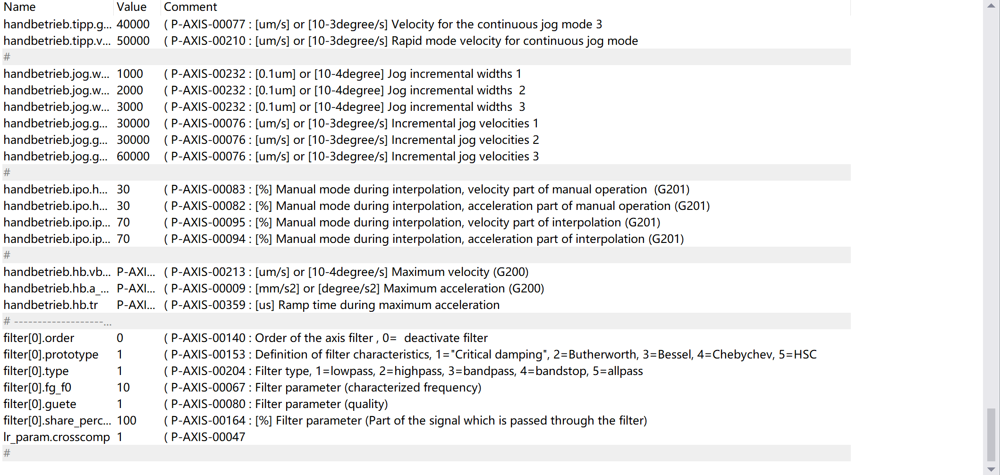 Name Value Comment
handbetrieb.tipp.g... 40000 ( P-AXIS-00077 : [um/s] or [10-3degree/s] Velocity for the continuous jog mode 3
handbetrieb.tipp.v... 50000 ( P-AXIS-00210 : [um/s] or [10-3degree/s] Rapid mode velocity for continuous jog mode
#
handbetrieb.jog.w... 1000 ( P-AXIS-00232 : [0.1um] or [10-4degree] Jog incremental widths 1
handbetrieb.jog.w... 2000 ( P-AXIS-00232 : [0.1um] or [10-4degree] Jog incremental widths  2
handbetrieb.jog.w... 3000 ( P-AXIS-00232 : [0.1um] or [10-4degree] Jog incremental widths  3
handbetrieb.jog.g... 30000 ( P-AXIS-00076 : [um/s] or [10-3degree/s] Incremental jog velocities 1
handbetrieb.jog.g... 30000 ( P-AXIS-00076 : [um/s] or [10-3degree/s] Incremental jog velocities 2
handbetrieb.jog.g... 60000 ( P-AXIS-00076 : [um/s] or [10-3degree/s] Incremental jog velocities 3
#
handbetrieb.ipo.h... 30 ( P-AXIS-00083 : [%] Manual mode during interpolation, velocity part of manual operation  (G201)
handbetrieb.ipo.h... 30 ( P-AXIS-00082 : [%] Manual mode during interpolation, acceleration part of manual operation (G201)
handbetrieb.ipo.ip... 70 ( P-AXIS-00095 : [%] Manual mode during interpolation, velocity part of interpolation (G201)
handbetrieb.ipo.ip... 70 ( P-AXIS-00094 : [%] Manual mode during interpolation, acceleration part of interpolation (G201)
#
handbetrieb.hb.vb... P-AXI... ( P-AXIS-00213 : [um/s] or [10-4degree/s] Maximum velocity (G200)
handbetrieb.hb.a_... P-AXI... ( P-AXIS-00009 : [mm/s2] or [degree/s2] Maximum acceleration (G200)
handbetrieb.hb.tr P-AXI... ( P-AXIS-00359 : [us] Ramp time during maximum acceleration
# -------------------...
filter[0].order 0 ( P-AXIS-00140 : Order of the axis filter , 0=  deactivate filter
filter[0].prototype 1 ( P-AXIS-00153 : Definition of filter characteristics, 1="Critical damping", 2=Butherworth, 3=Bessel, 4=Chebychev, 5=HSC
filter[0].type 1 ( P-AXIS-00204 : Filter type, 1=lowpass, 2=highpass, 3=bandpass, 4=bandstop, 5=allpass
filter[0].fg_f0 10 ( P-AXIS-00067 : Filter parameter (characterized frequency)
filter[0].guete 1 ( P-AXIS-00080 : Filter parameter (quality)
filter[0].share_perc... 100 ( P-AXIS-00164 : [%] Filter parameter (Part of the signal which is passed through the filter)
lr_param.crosscomp 1 ( P-AXIS-00047
#